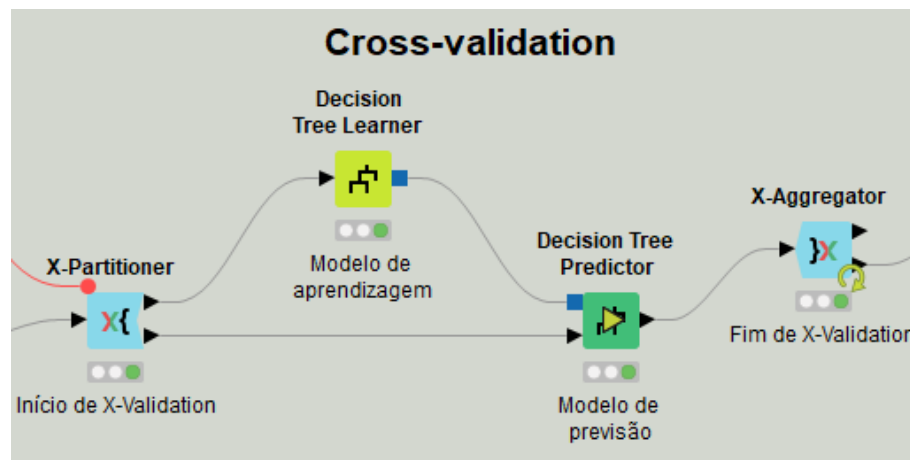 Cross-validation
Decision
Tree Learner
Modelo de
aprendizagem
X-Partitioner
X{
Início de X-Validation
Decision Tree
Predictor
Modelo de
previsão
X-Aggregator
}X
Fim de X-Validation